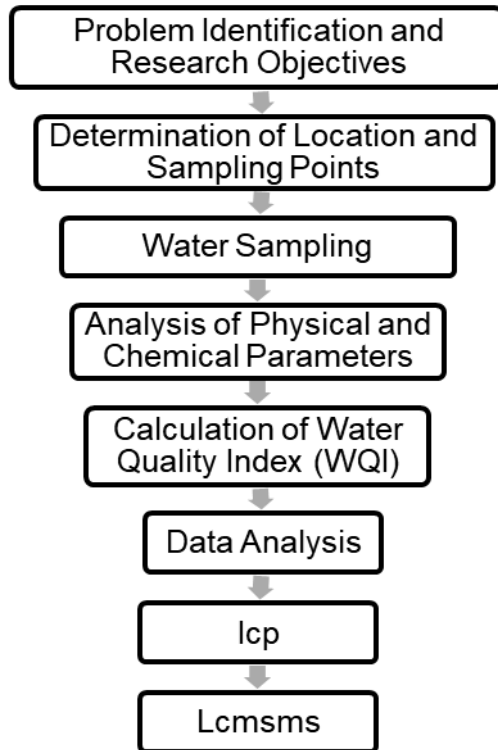 Problem Identification and
Research Objectives
Determination of Location and
Sampling Points
Water Sampling
Analysis of Physical and
Chemical Parameters
Calculation of Water
Quality Index (WQI)
Data Analysis
Icp
Lcmsms